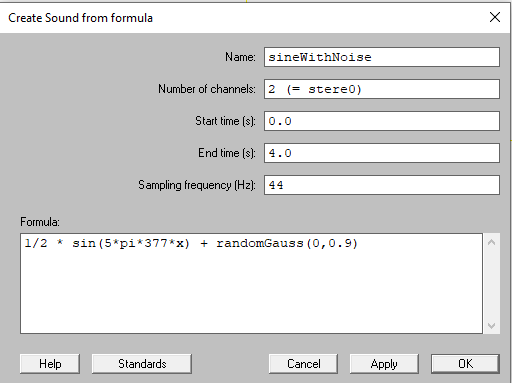 Create Sound from formula
Name: sineWithNoise
Number of channels: 2 (= stere0)
Start time (s): 0.0
End time (s): 4.0
Sampling frequency (Hz): 44
Formula:
1/2 * sin(5*pi*377*x) + randomGauss(0,0.9)
Help Standards Cancel Apply OK